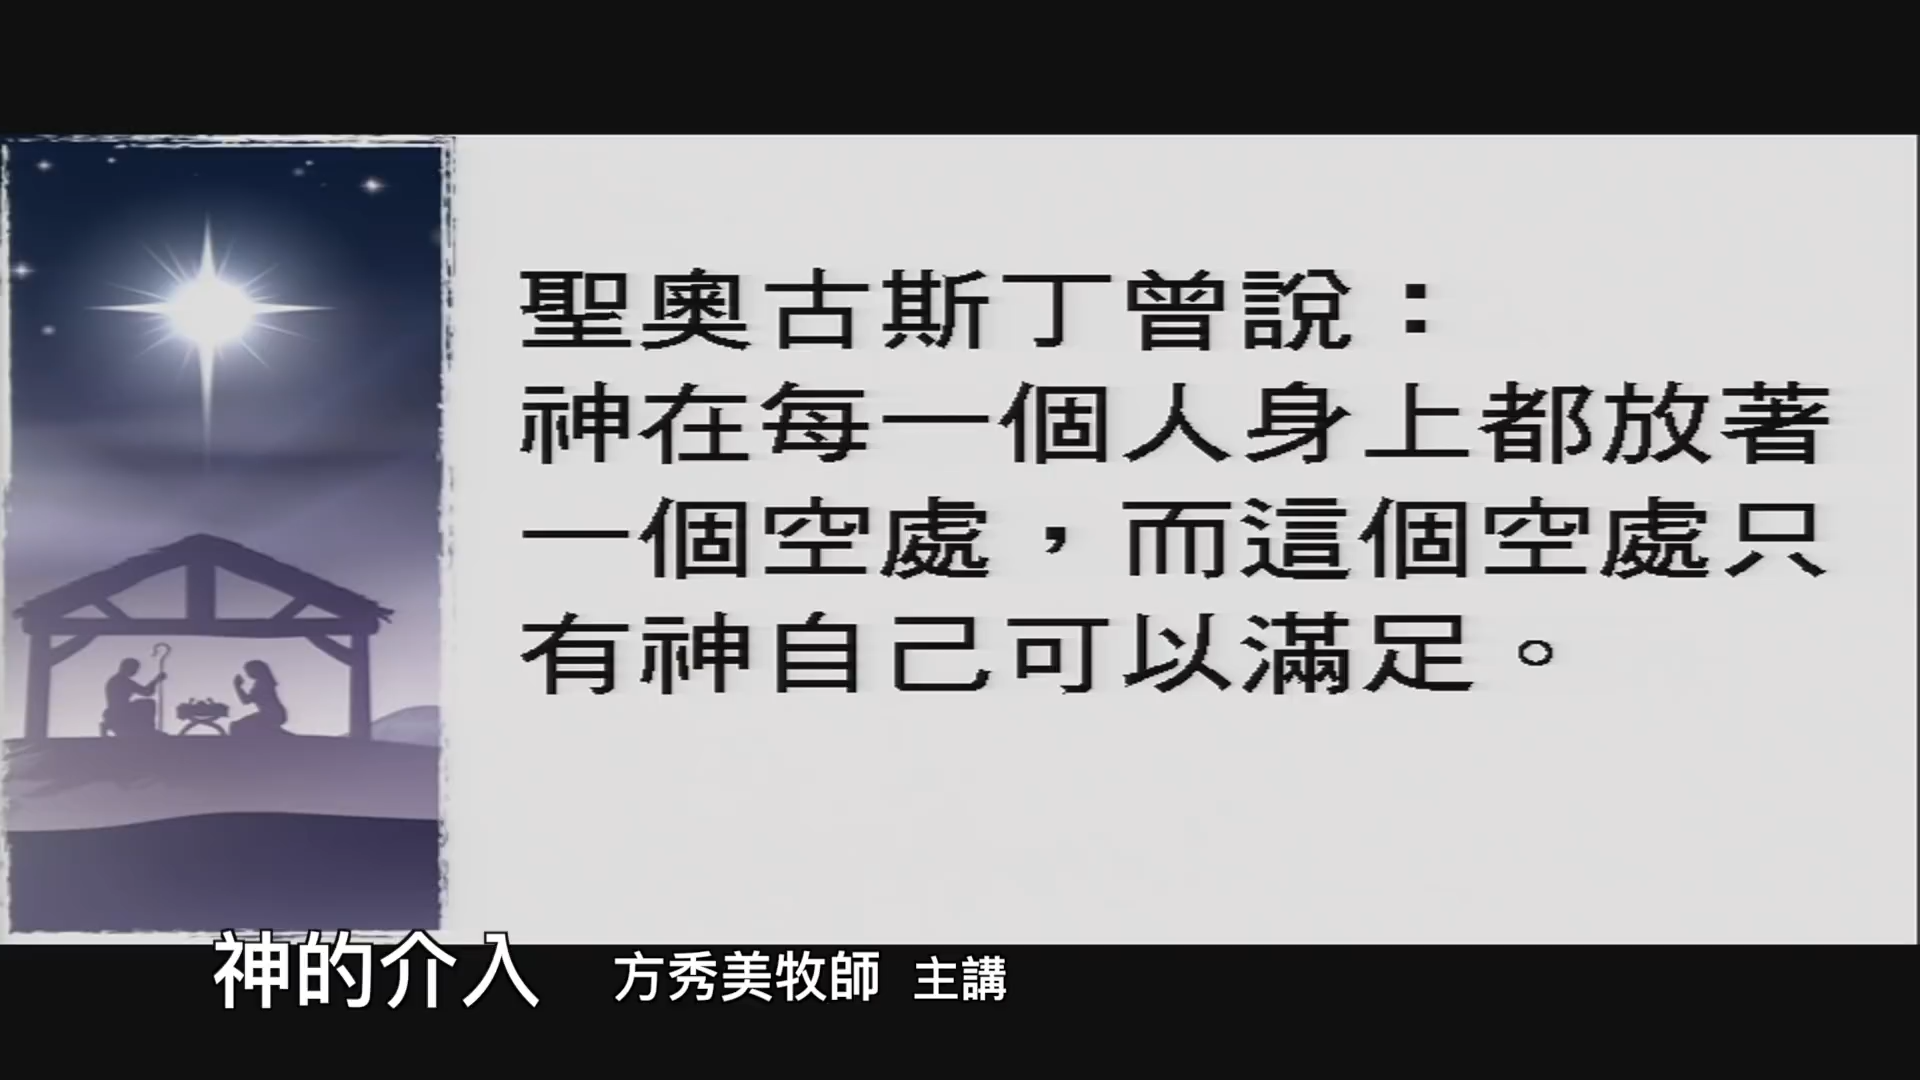 聖奧古斯丁曾說：
神在每一個人身上都放著
一個空處，而這個空處只
有神自己可以滿足。
神的介入 方秀美牧師 主講